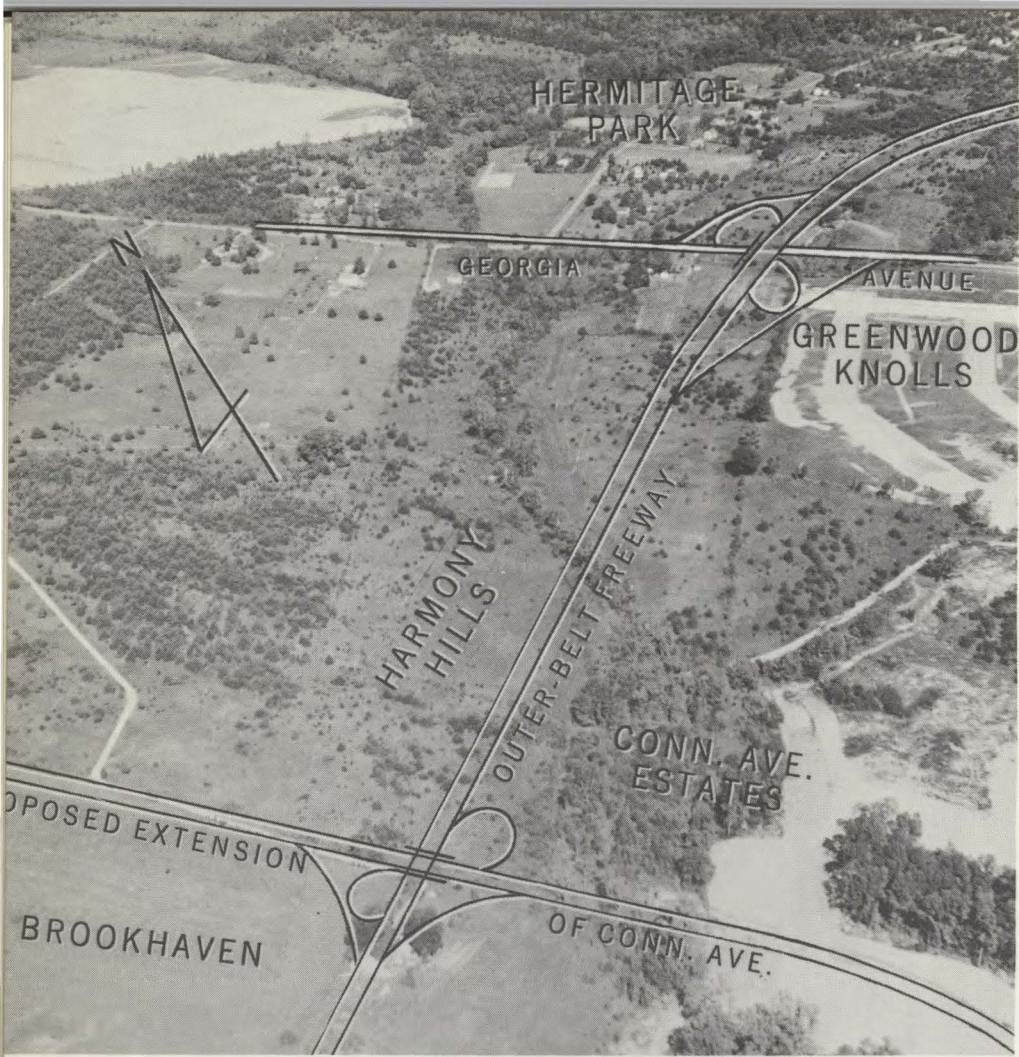 HERMITAGE
PARK
N
GEORGIA AVENUE
GREENWOOD
KNOLLS
HARMONY
HILLS
OUTER-BELT FREEWAY
CONN. AVE.
ESTATES
OPOSED EXTENSION OF CONN. AVE.
BROOKHAVEN